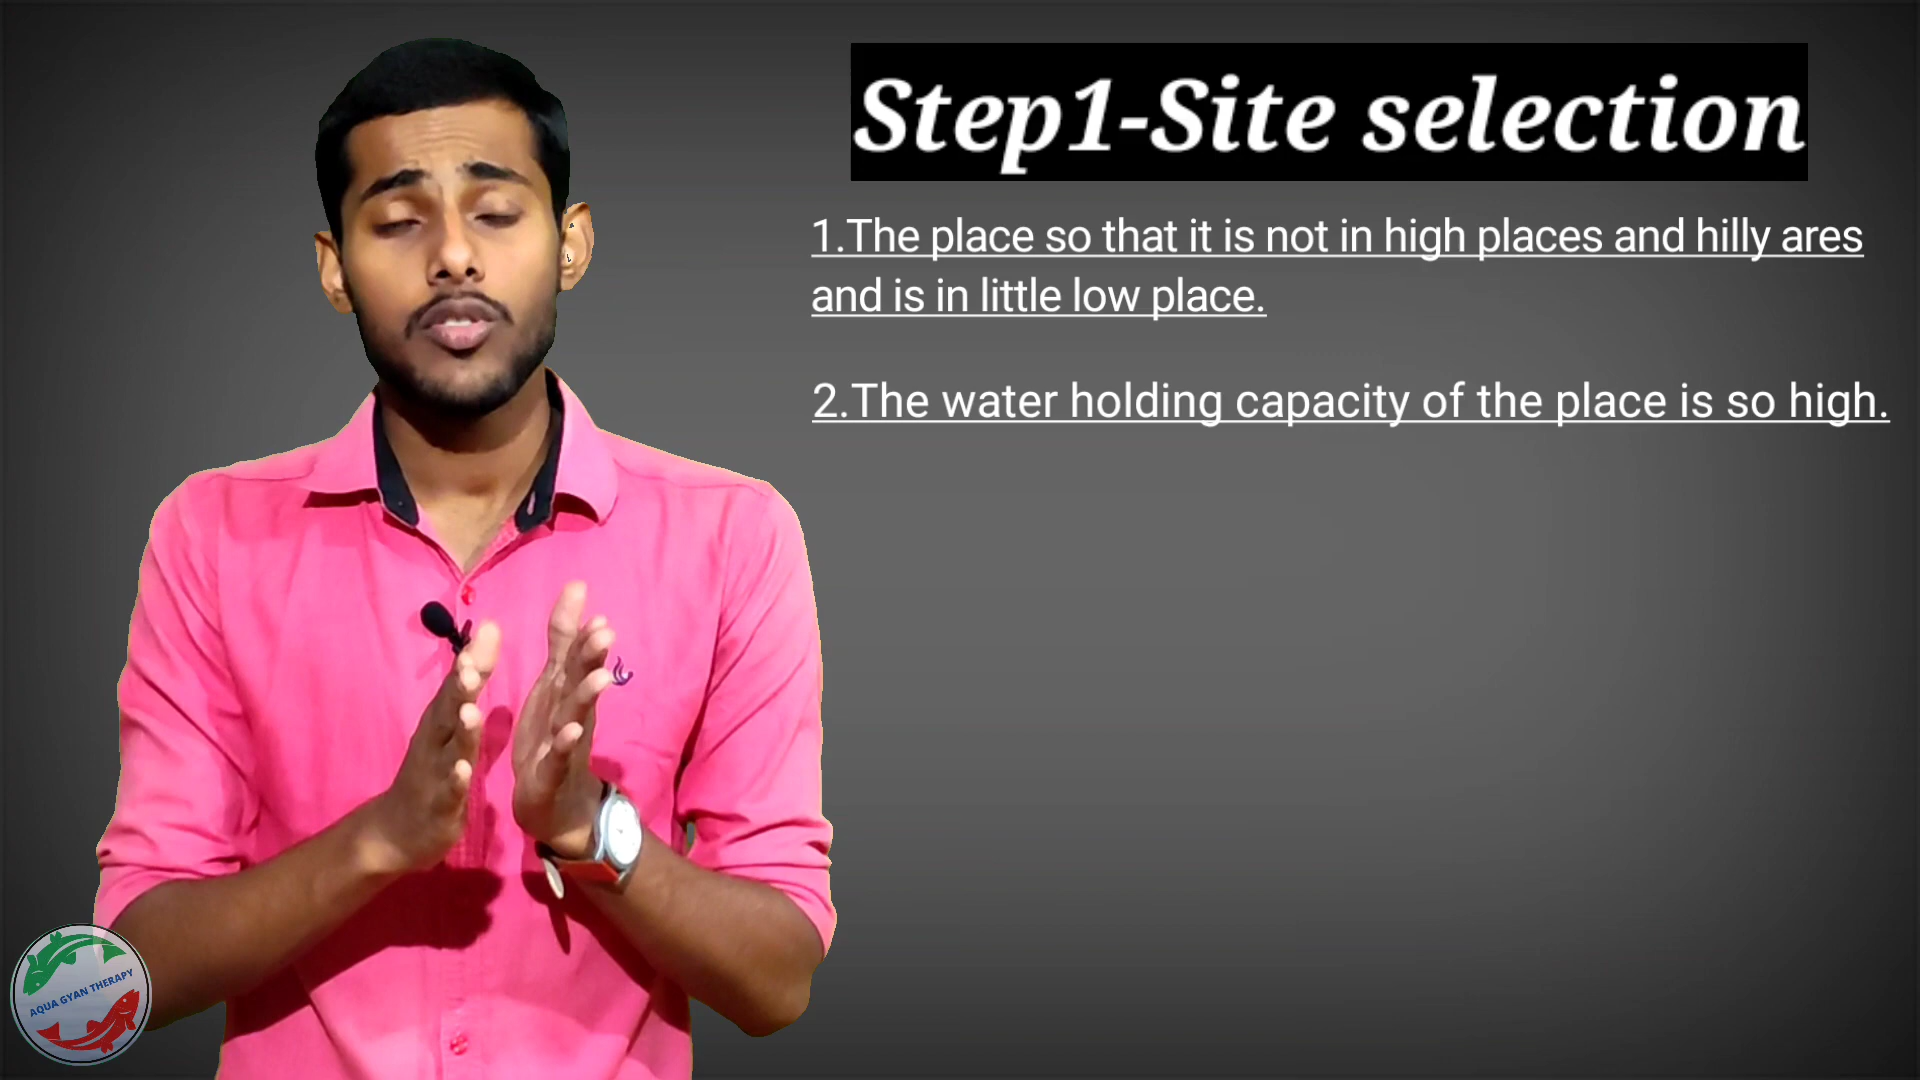 Step1-Site selection
1.The place so that it is not in high places and hilly ares
and is in little low place.
2.The water holding capacity of the place is so high.
AQUA GYAN THERAPY